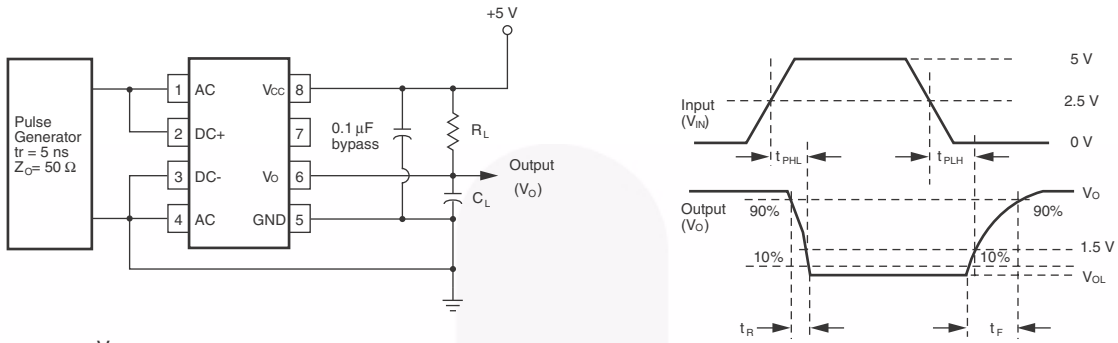 +5 V
Pulse
Generator
tr = 5 ns
ZO= 50 Ω
1 AC
2 DC+
3 DC-
4 AC
VCC 8
7
VO 6
GND 5
0.1 μF
bypass
RL
CL
Output
(VO)
Input
(VIN)
5 V
2.5 V
0 V
tPHL
tPLH
Output
(VO)
90%
10%
VO
90%
1.5 V
10%
VOL
tR
tF